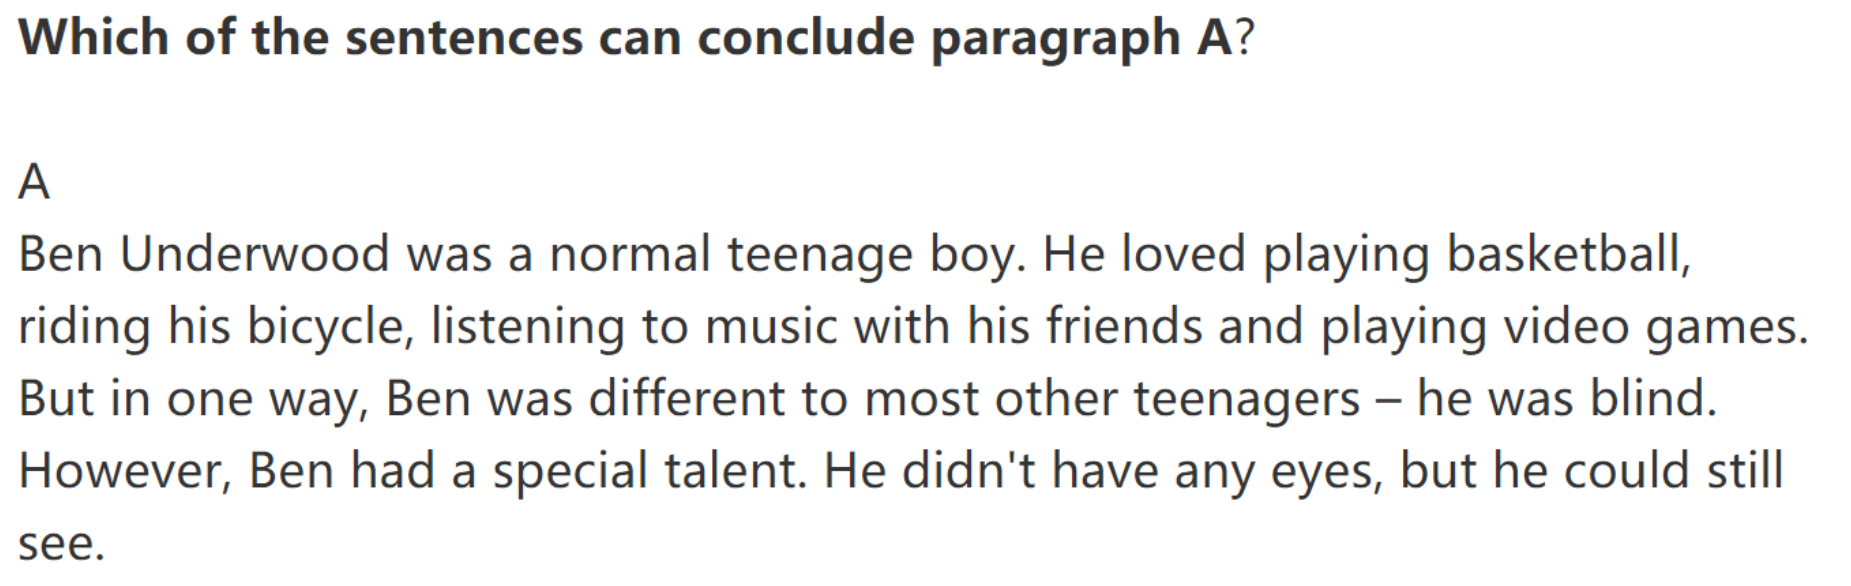 Which of the sentences can conclude paragraph A?
A
Ben Underwood was a normal teenage boy. He loved playing basketball,
riding his bicycle, listening to music with his friends and playing video games.
But in one way, Ben was different to most other teenagers – he was blind.
However, Ben had a special talent. He didn't have any eyes, but he could still
see.